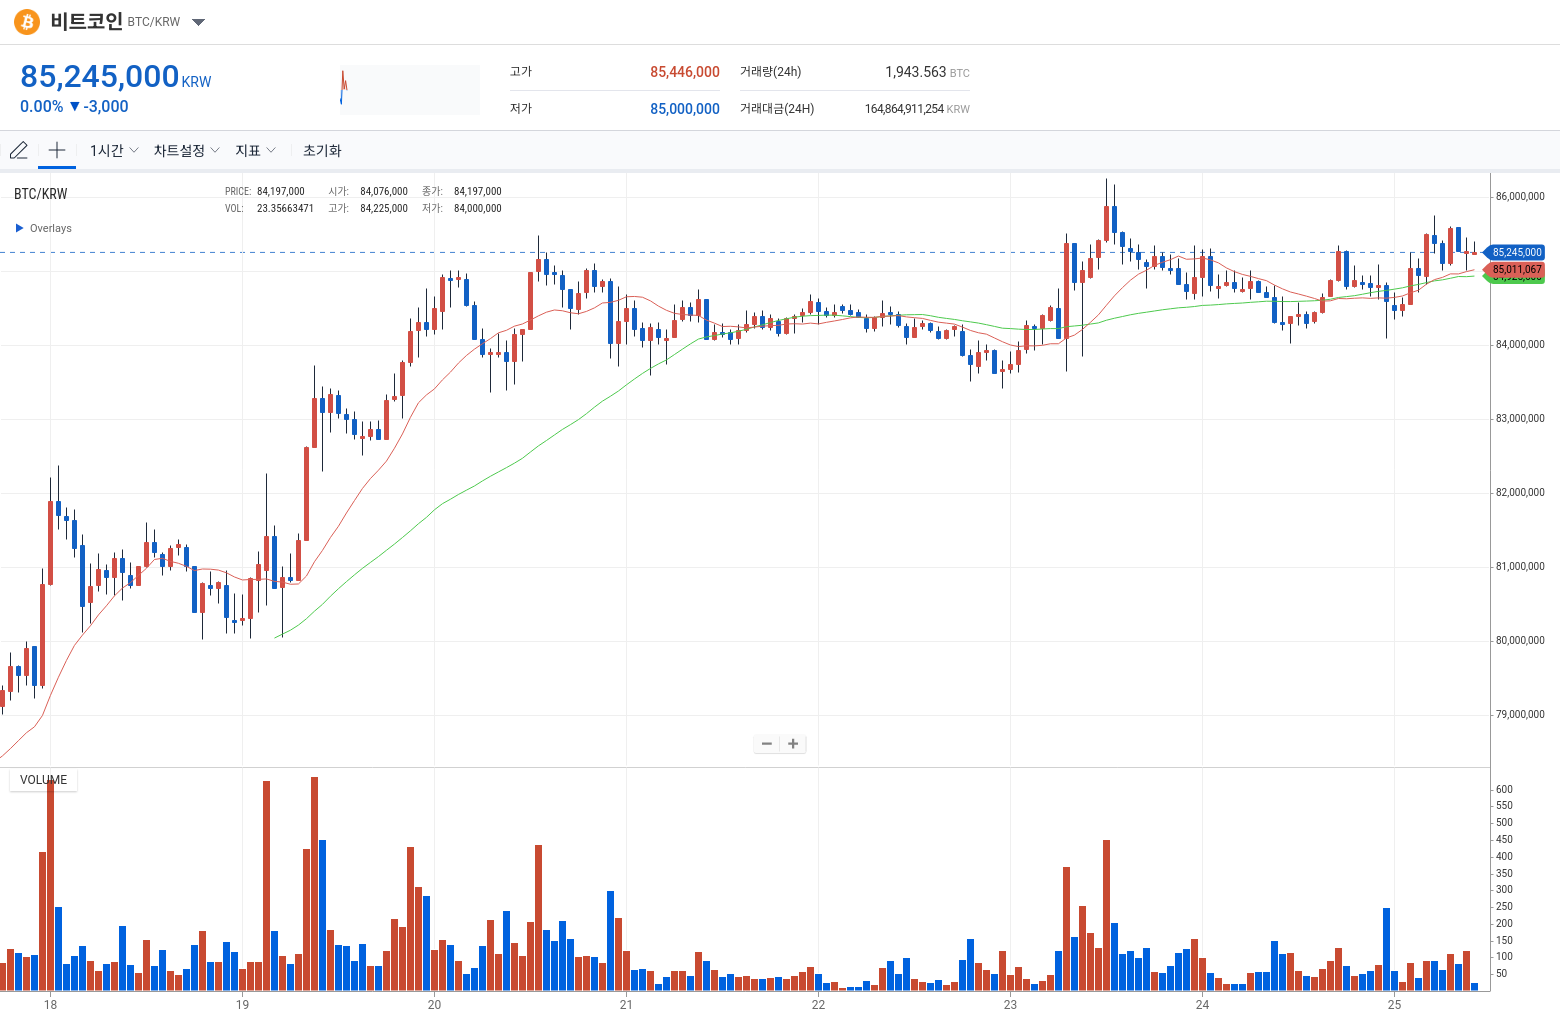 비트코인 BTC/KRW
85,245,000 KRW
0.00% ▼ -3,000
고가 85,446,000 거래량(24h) 1,943.563 BTC
저가 85,000,000 거래대금(24H) 164,864,911,254 KRW
1시간 차트설정 지표 초기화
BTC/KRW
PRICE: 84,197,000 시가: 84,076,000 종가: 84,197,000
VOL: 23.35663471 고가: 84,225,000 저가: 84,000,000
Overlays
86,000,000
85,245,000
85,011,067
84,000,000
83,000,000
82,000,000
81,000,000
80,000,000
79,000,000
VOLUME
600
550
500
450
400
350
300
250
200
150
100
50
18 19 20 21 22 23 24 25